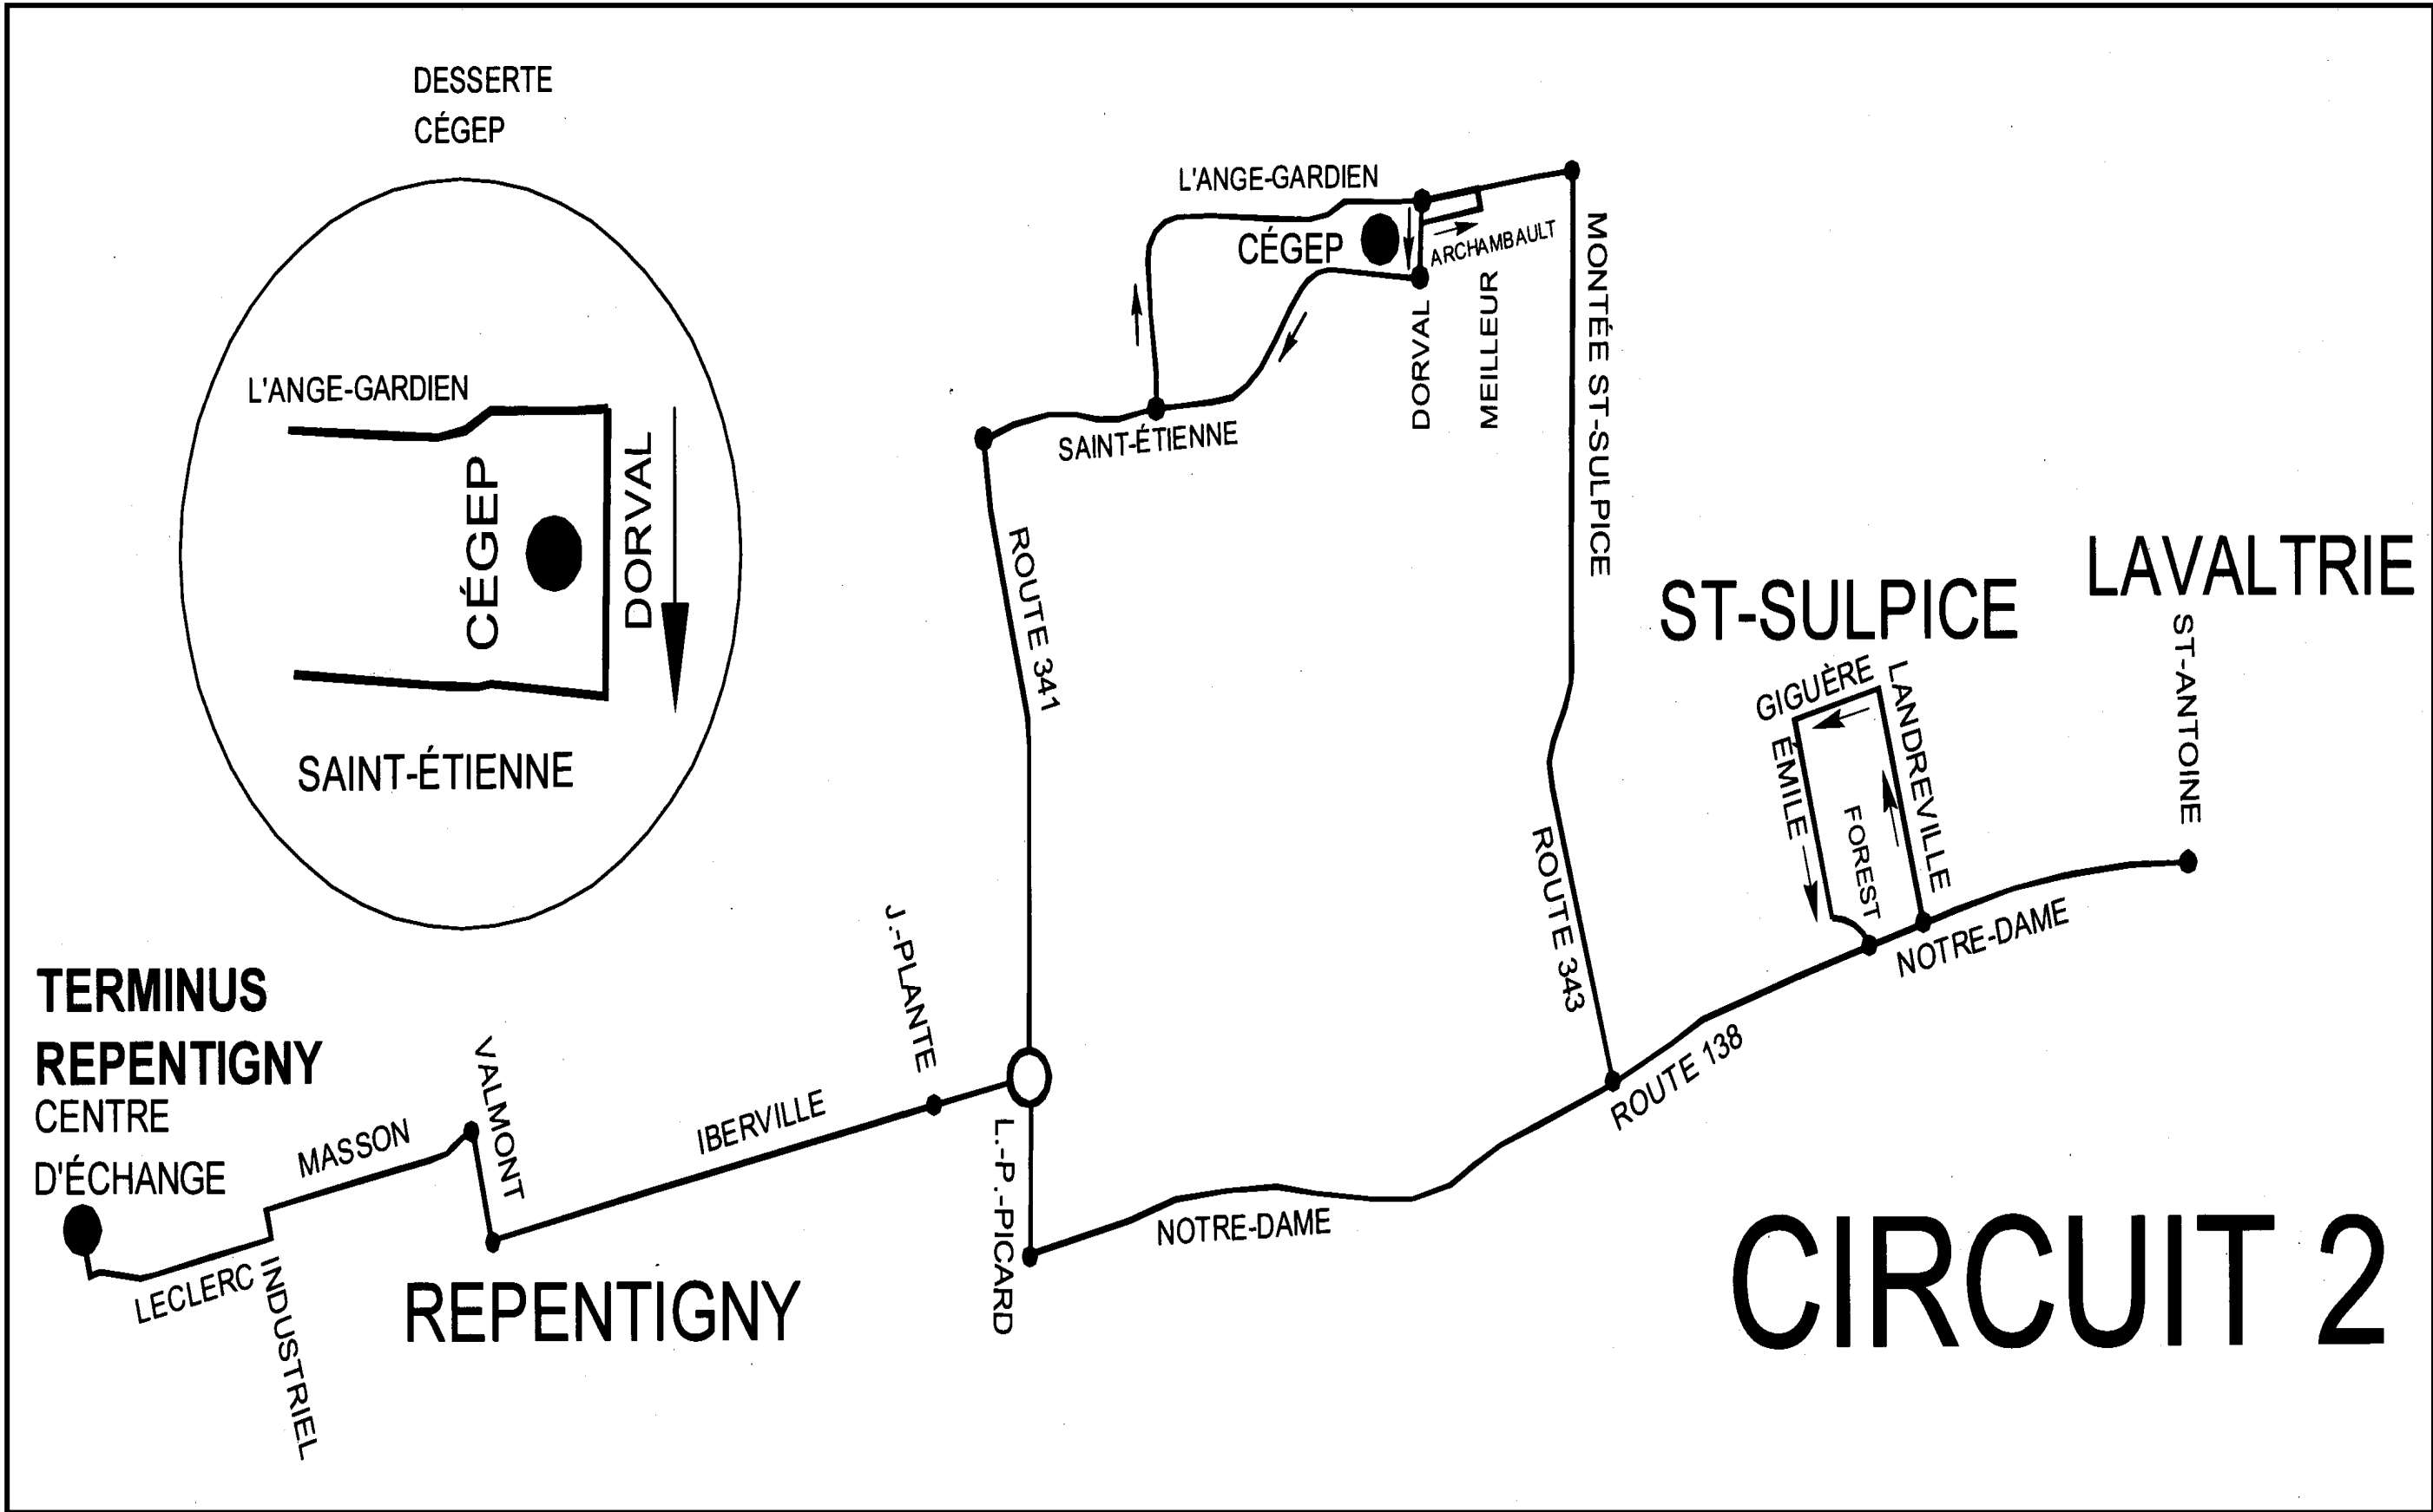 DESSERTE
CÉGEP
L'ANGE-GARDIEN
CÉGEP
DORVAL
SAINT-ÉTIENNE
L'ANGE-GARDIEN
CÉGEP
ARCHAMBAULT
DORVAL
MEILLEUR
MONTÉE ST-SULPICE
SAINT-ÉTIENNE
ROUTE 341
ROUTE 343
ST-SULPICE
LAVALTRIE
ST-ANTOINE
GIGUÈRE
LANDREVILLE
ÉMILE
FOREST
NOTRE-DAME
ROUTE 138
TERMINUS
REPENTIGNY
CENTRE
D'ÉCHANGE
MASSON
VALMONT
IBERVILLE
J.-PLANTE
L.-P.-PICARD
NOTRE-DAME
LECLERC
INDUSTRIEL
REPENTIGNY
CIRCUIT 2